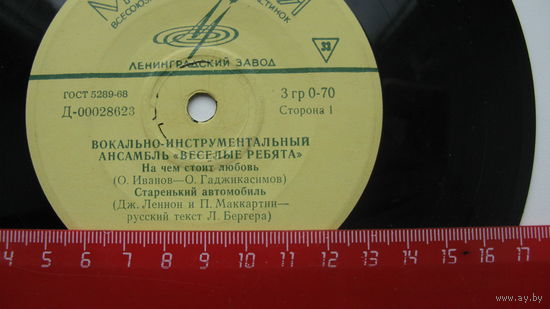 33
ЛЕНИНГРАДСКИЙ ЗАВОД
ГОСТ 5289-68
3 гр 0-70
Д-00028623
Сторона 1
ВОКАЛЬНО-ИНСТРУМЕНТАЛЬНЫЙ
АНСАМБЛЬ «ВЕСЕЛЫЕ РЕБЯТА»
На чем стоит любовь
(О. Иванов—О. Гаджикасимов)
Старенький автомобиль
(Дж. Леннон и П. Маккартни—
русский текст Л. Бергера)
4 5 6 7 8 9 10 11 12 13 14 15 16 17
ay.by